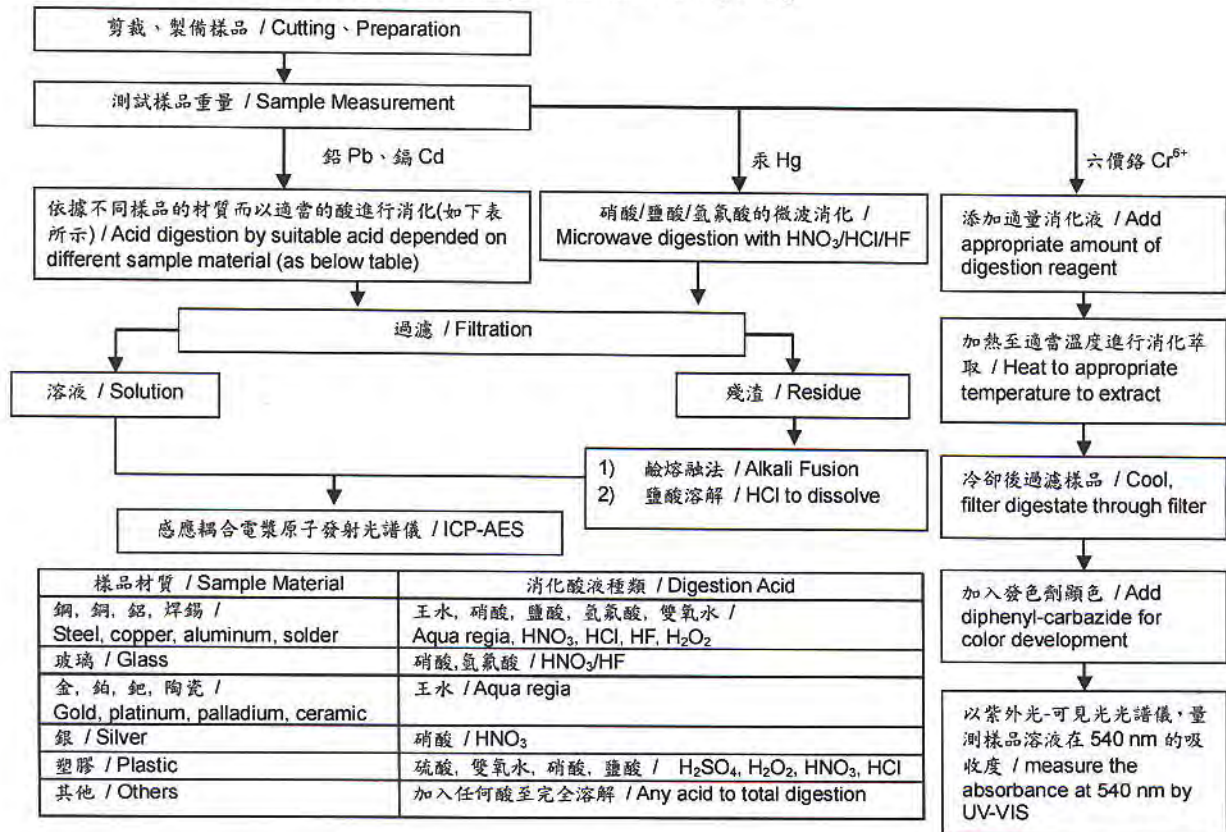 剪裁、製備樣品 / Cutting、Preparation
測試樣品重量 / Sample Measurement
鉛 Pb、鎘 Cd
汞 Hg
六價鉻 Cr⁶⁺
依據不同樣品的材質而以適當的酸進行消化(如下表
所示) / Acid digestion by suitable acid depended on
different sample material (as below table)
硝酸/鹽酸/氫氟酸的微波消化 /
Microwave digestion with HNO₃/HCl/HF
添加適量消化液 / Add
appropriate amount of
digestion reagent
過濾 / Filtration
加熱至適當溫度進行消化萃
取 / Heat to appropriate
temperature to extract
溶液 / Solution
殘渣 / Residue
1) 鹼熔融法 / Alkali Fusion
2) 鹽酸溶解 / HCl to dissolve
冷卻後過濾樣品 / Cool,
filter digestate through filter
感應耦合電漿原子發射光譜儀 / ICP-AES
加入發色劑顯色 / Add
diphenyl-carbazide for
color development
以紫外光-可見光光譜儀,量
測樣品溶液在 540 nm 的吸
收度 / measure the
absorbance at 540 nm by
UV-VIS
樣品材質 / Sample Material
消化酸液種類 / Digestion Acid
鋼, 銅, 鋁, 焊錫 /
Steel, copper, aluminum, solder
王水, 硝酸, 鹽酸, 氫氟酸, 雙氧水 /
Aqua regia, HNO₃, HCl, HF, H₂O₂
玻璃 / Glass
硝酸,氫氟酸 / HNO₃/HF
金, 鉑, 鈀, 陶瓷 /
Gold, platinum, palladium, ceramic
王水 / Aqua regia
銀 / Silver
硝酸 / HNO₃
塑膠 / Plastic
硫酸, 雙氧水, 硝酸, 鹽酸 / H₂SO₄, H₂O₂, HNO₃, HCl
其他 / Others
加入任何酸至完全溶解 / Any acid to total digestion